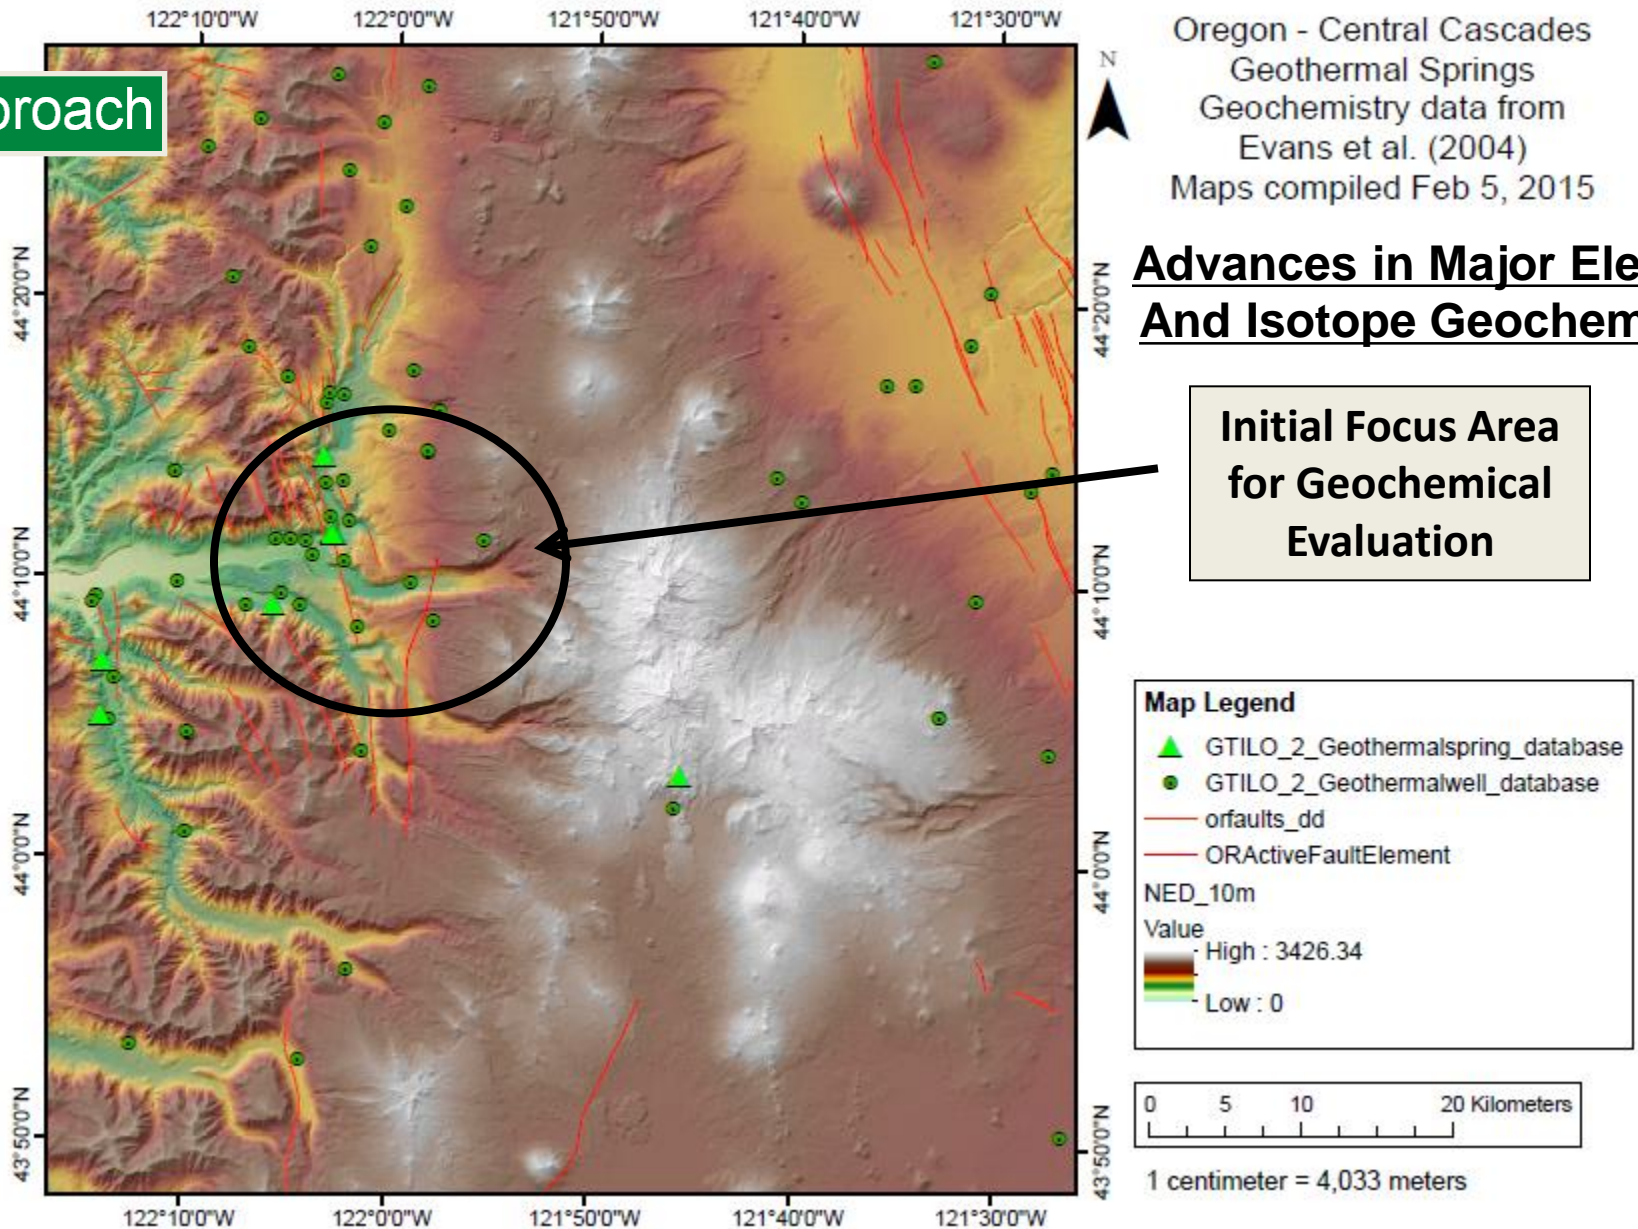 122°10'0"W 122°0'0"W 121°50'0"W 121°40'0"W 121°30'0"W
proach
N
Oregon - Central Cascades
Geothermal Springs
Geochemistry data from
Evans et al. (2004)
Maps compiled Feb 5, 2015
Advances in Major Ele
And Isotope Geochem
Initial Focus Area
for Geochemical
Evaluation
44°20'0"N
44°10'0"N
44°0'0"N
43°50'0"N
44°20'0"N
44°10'0"N
44°0'0"N
43°50'0"N
Map Legend
GTILO_2_Geothermalspring_database
GTILO_2_Geothermalwell_database
orfaults_dd
ORActiveFaultElement
NED_10m
Value
High : 3426.34
Low : 0
0 5 10 20 Kilometers
1 centimeter = 4,033 meters
122°10'0"W 122°0'0"W 121°50'0"W 121°40'0"W 121°30'0"W